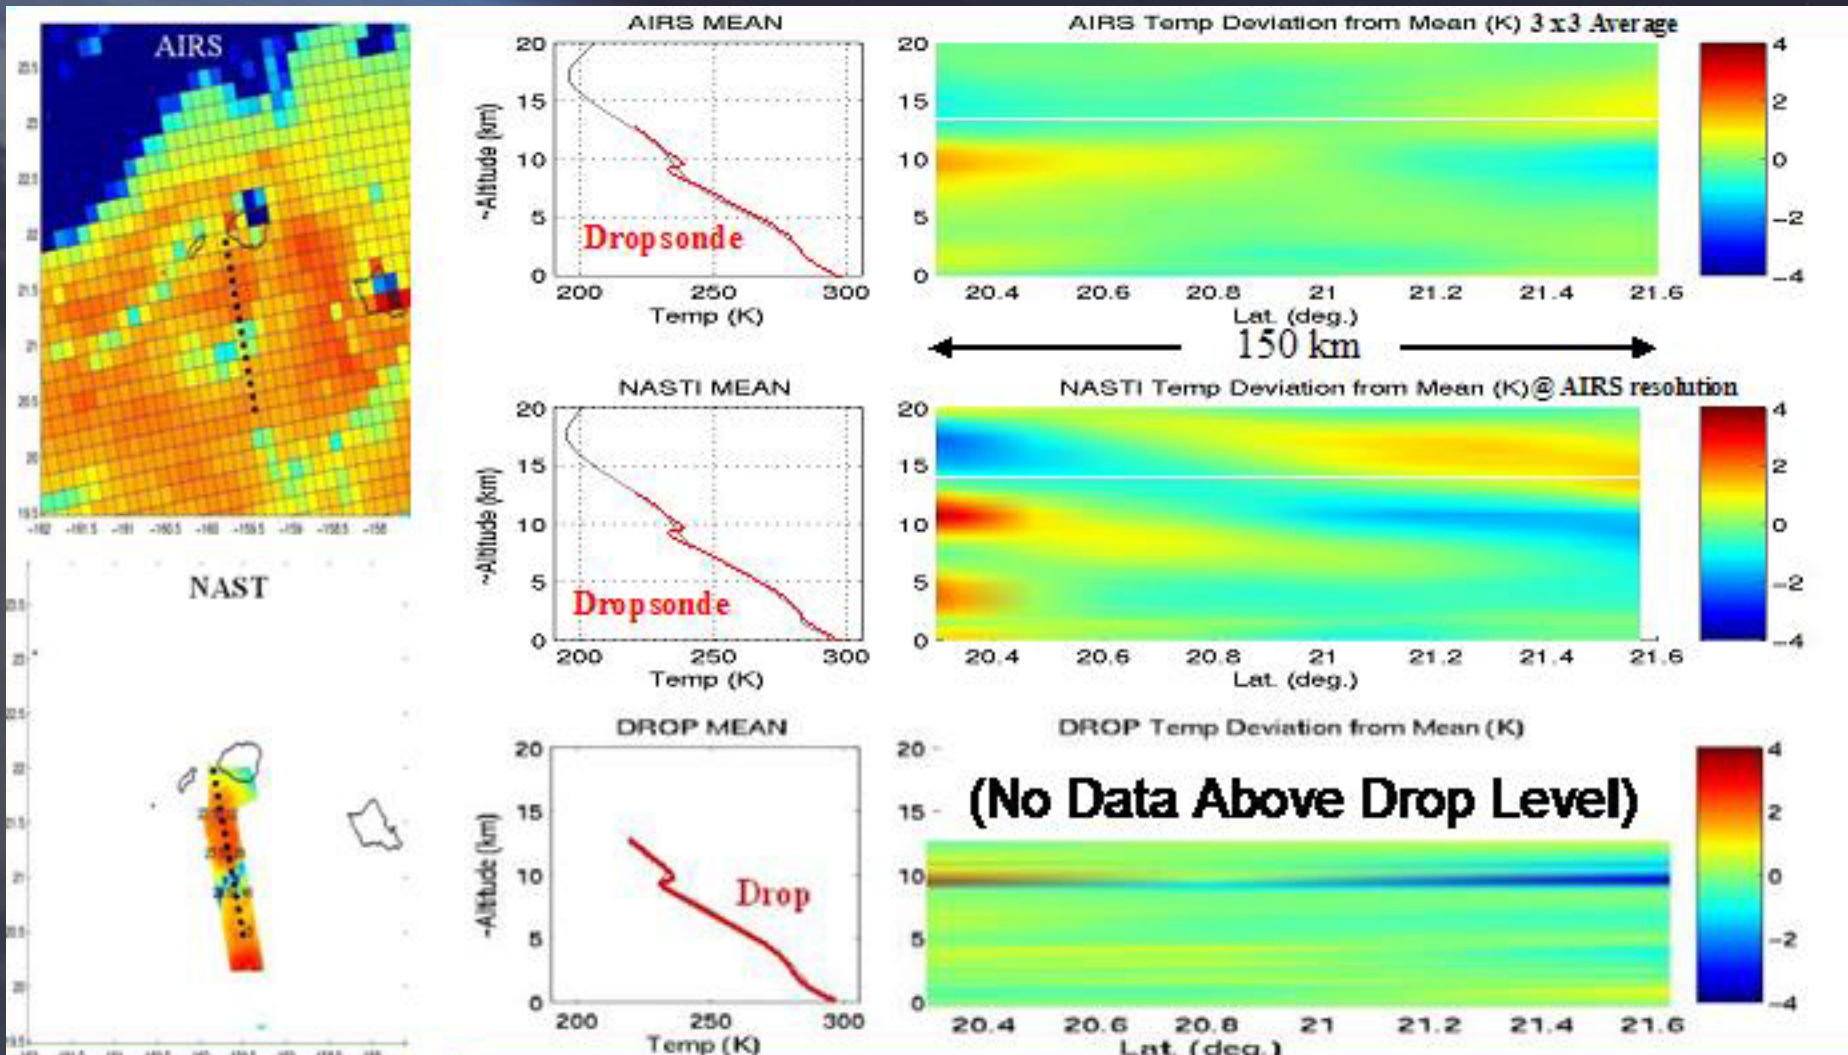 AIRS
AIRS MEAN
~Altitude (km)
20
15
10
5
0
Dropsonde
200 250 300
Temp (K)
AIRS Temp Deviation from Mean (K) 3 x 3 Average
20
15
10
5
0
20.4 20.6 20.8 21 21.2 21.4 21.6
Lat. (deg.)
4
2
0
−2
−4
150 km
NAST
NASTI MEAN
~Altitude (km)
20
15
10
5
0
Dropsonde
200 250 300
Temp (K)
NASTI Temp Deviation from Mean (K)@ AIRS resolution
20
15
10
5
0
20.4 20.6 20.8 21 21.2 21.4 21.6
Lat. (deg.)
4
2
0
−2
−4
DROP MEAN
~Altitude (km)
20
15
10
5
0
Drop
200 250 300
Temp (K)
DROP Temp Deviation from Mean (K)
(No Data Above Drop Level)
20
15
10
5
0
20.4 20.6 20.8 21 21.2 21.4 21.6
Lat. (deg.)
4
2
0
−2
−4